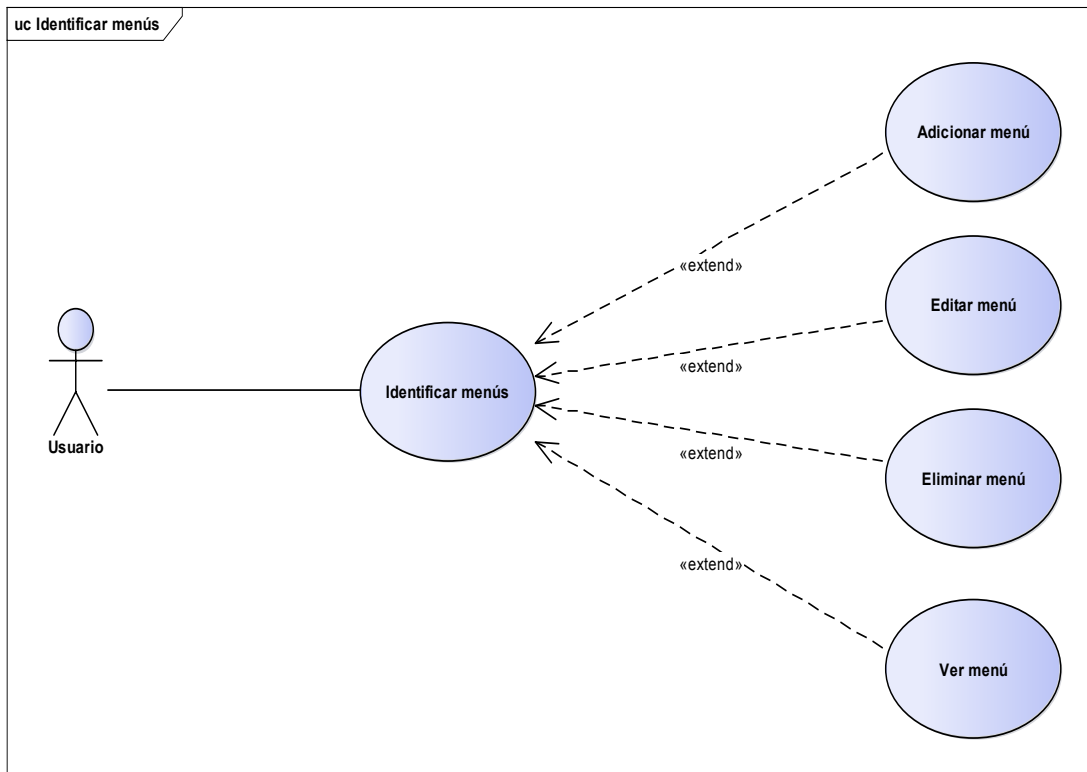 uc Identificar menús
Adicionar menú
«extend»
Editar menú
«extend»
Identificar menús
Usuario
«extend»
Eliminar menú
«extend»
Ver menú